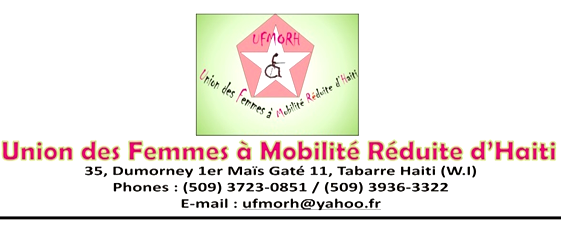 UFMORH
Union des Femmes à Mobilité Réduite d'Haiti
Union des Femmes à Mobilité Réduite d'Haiti
35, Dumorney 1er Maïs Gaté 11, Tabarre Haiti (W.I)
Phones : (509) 3723-0851 / (509) 3936-3322
E-mail : ufmorh@yahoo.fr